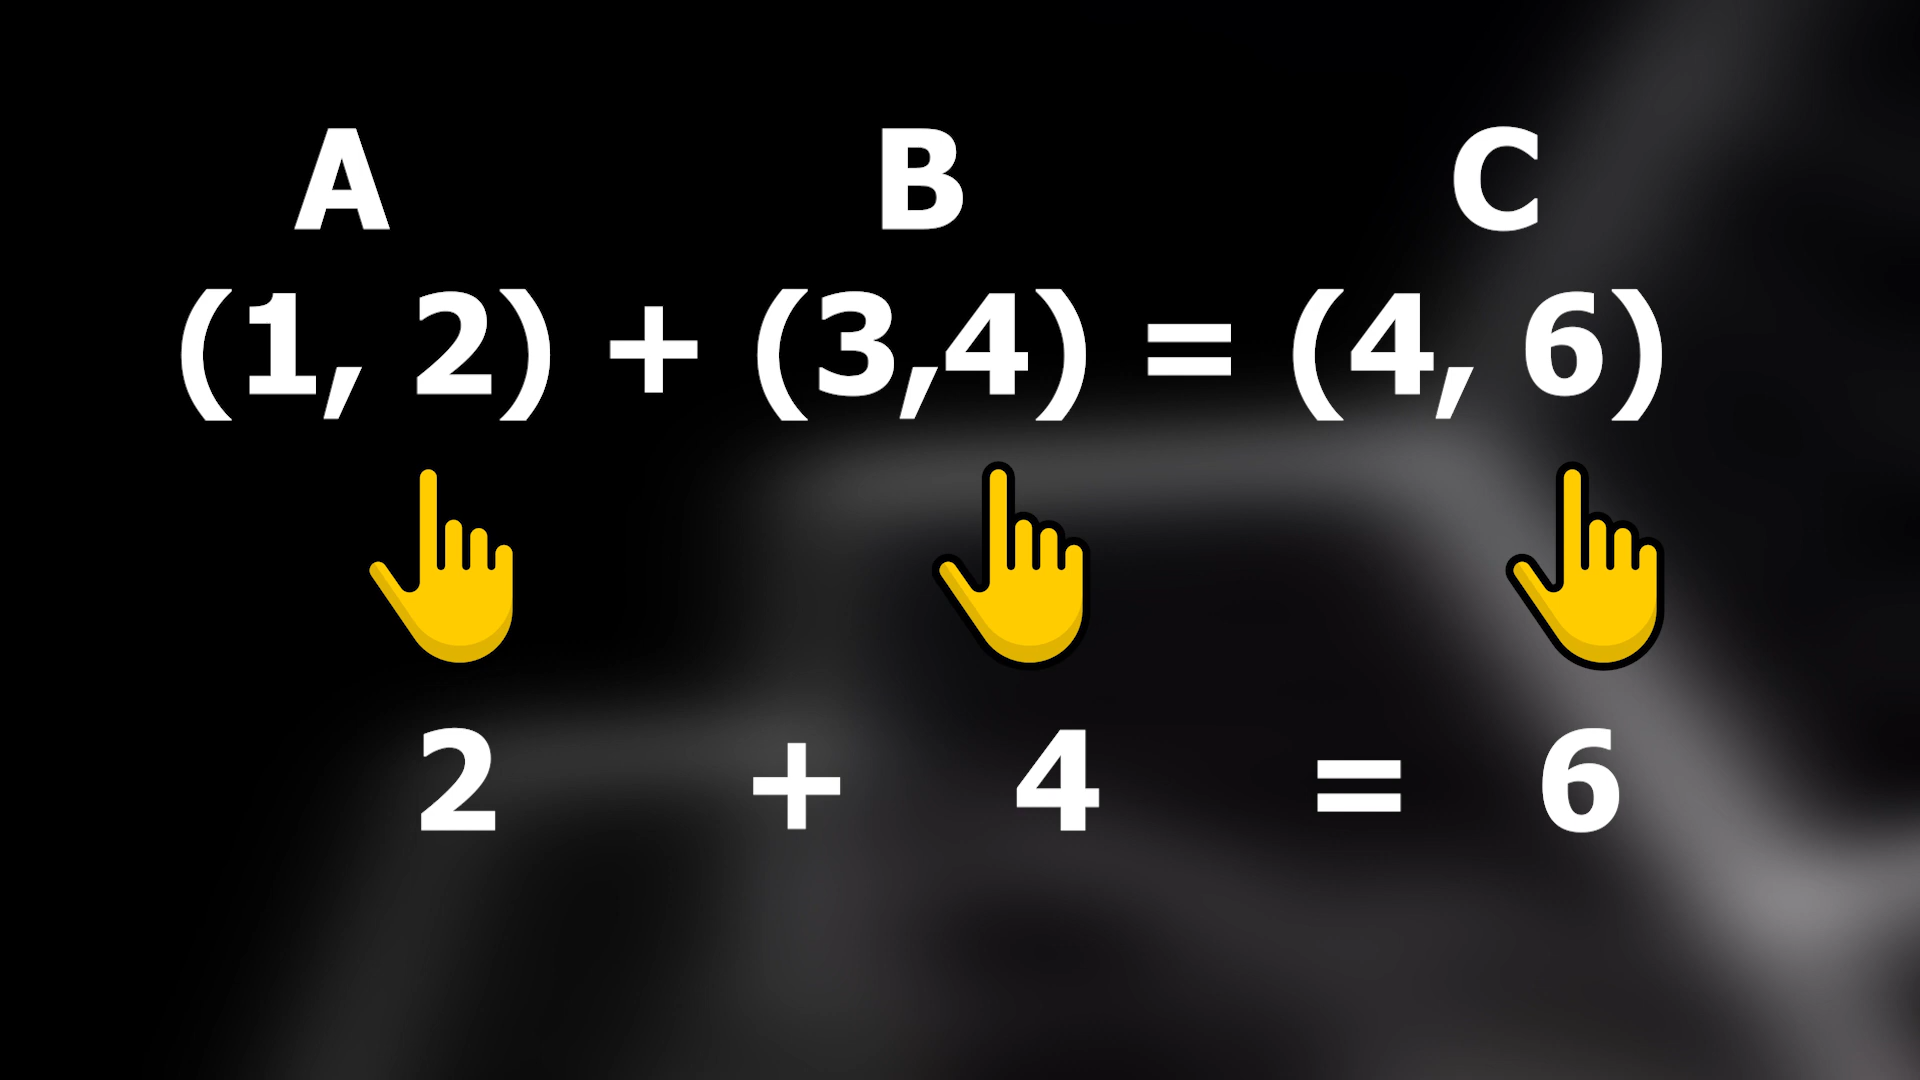 A B C
(1, 2) + (3,4) = (4, 6)
2 + 4 = 6